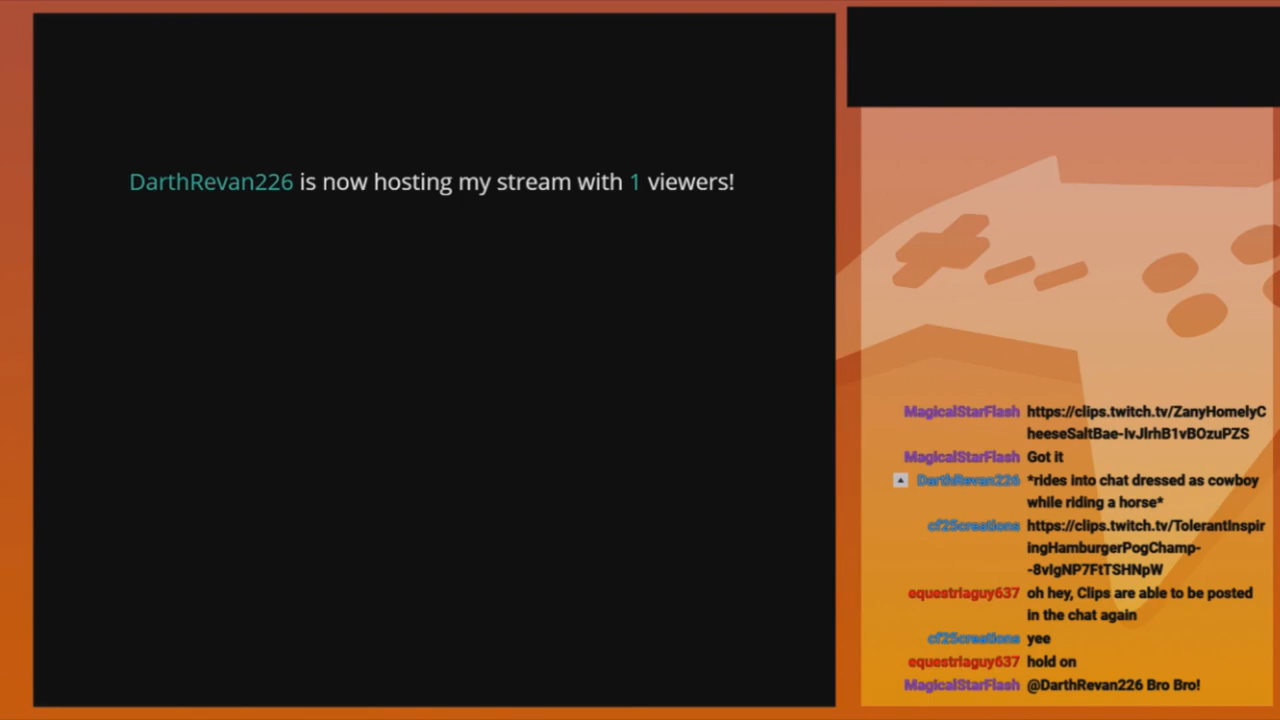 DarthRevan226 is now hosting my stream with 1 viewers!
MagicalStarFlash https://clips.twitch.tv/ZanyHomelyC
heeseSaltBae-IvJlrhB1vBOzuPZS
MagicalStarFlash Got it
DarthRevan226 *rides into chat dressed as cowboy
while riding a horse*
cf25creations https://clips.twitch.tv/TolerantInspir
ingHamburgerPogChamp-
-8vIgNP7FtTSHNpW
equestriaguy637 oh hey, Clips are able to be posted
in the chat again
cf25creations yee
equestriaguy637 hold on
MagicalStarFlash @DarthRevan226 Bro Bro!